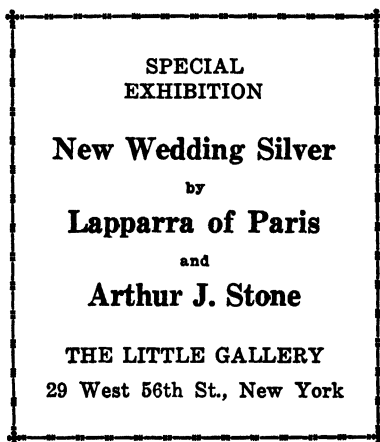 SPECIAL
EXHIBITION
New Wedding Silver
by
Lapparra of Paris
and
Arthur J. Stone
THE LITTLE GALLERY
29 West 56th St., New York